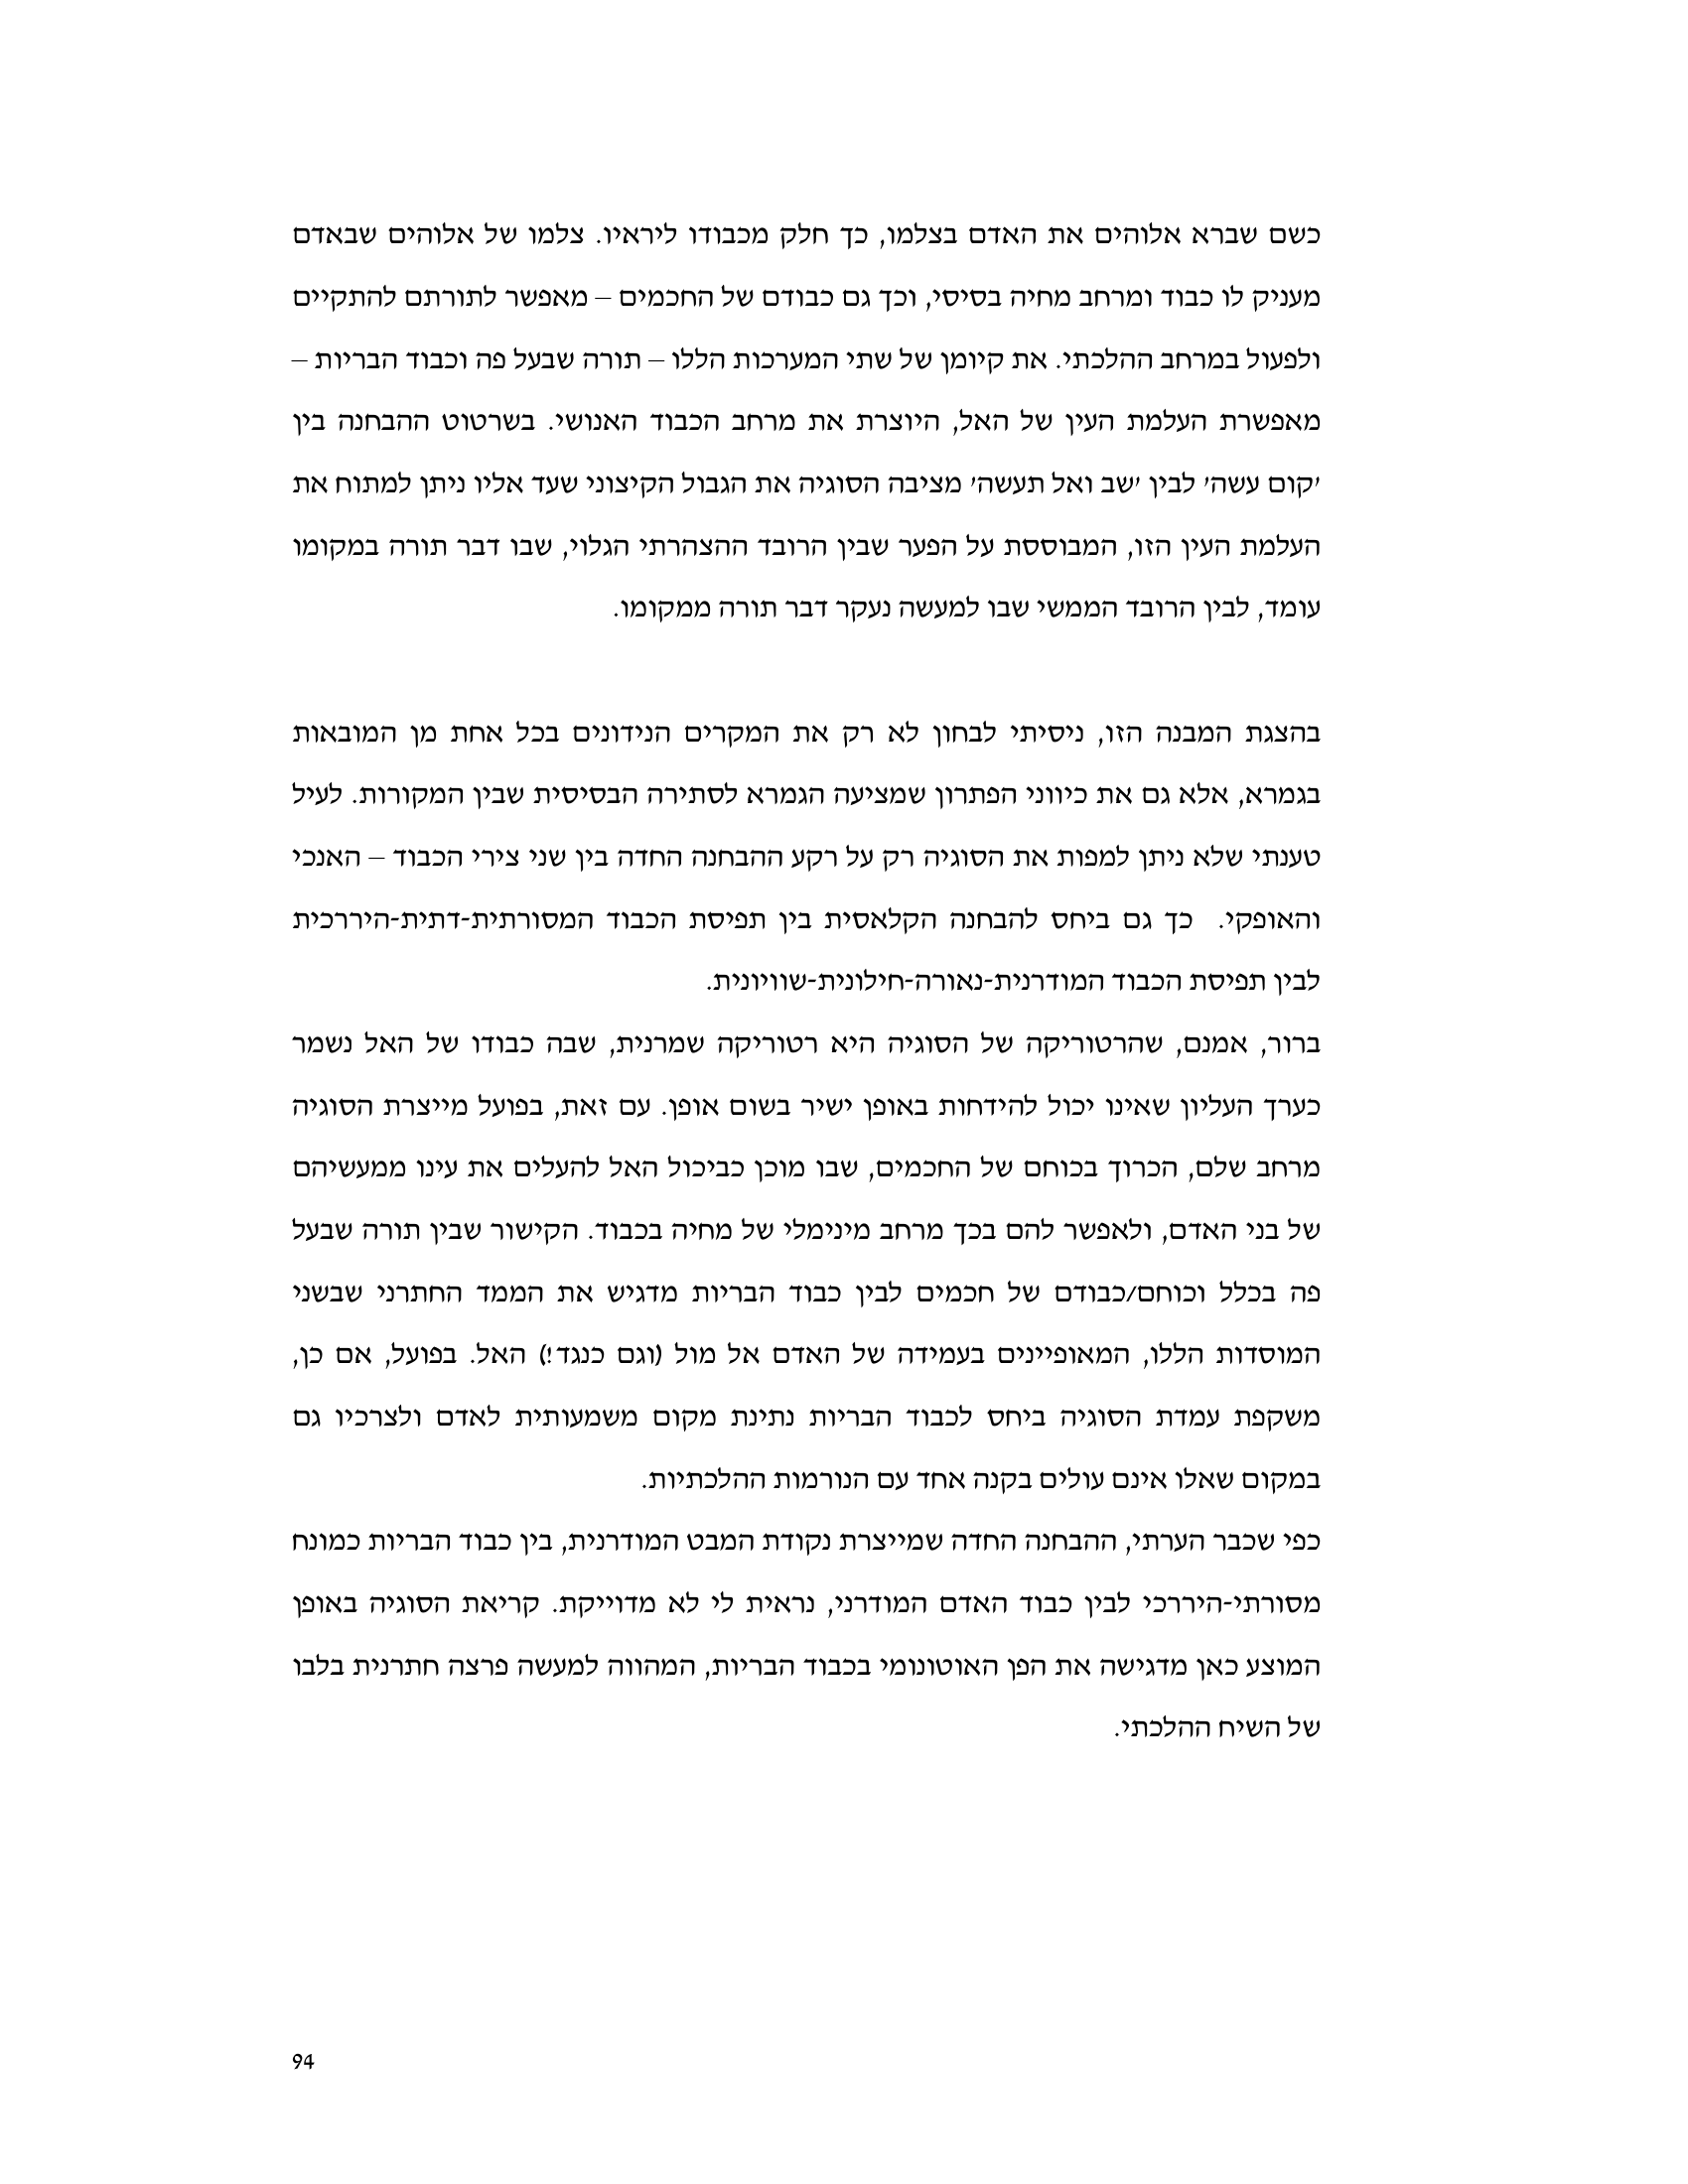 כשם שברא אלוהים את האדם בצלמו, כך חלק מכבודו ליראיו. צלמו של אלוהים שבאדם
מעניק לו כבוד ומרחב מחיה בסיסי, וכך גם כבודם של החכמים – מאפשר לתורתם להתקיים
ולפעול במרחב ההלכתי. את קיומן של שתי המערכות הללו – תורה שבעל פה וכבוד הבריות –
מאפשרת העלמת העין של האל, היוצרת את מרחב הכבוד האנושי. בשרטוט ההבחנה בין
'קום עשה' לבין 'שב ואל תעשה' מציבה הסוגיה את הגבול הקיצוני שעד אליו ניתן למתוח את
העלמת העין הזו, המבוססת על הפער שבין הרובד ההצהרתי הגלוי, שבו דבר תורה במקומו
עומד, לבין הרובד הממשי שבו למעשה נעקר דבר תורה ממקומו.
בהצגת המבנה הזו, ניסיתי לבחון לא רק את המקרים הנידונים בכל אחת מן המובאות
בגמרא, אלא גם את כיווני הפתרון שמציעה הגמרא לסתירה הבסיסית שבין המקורות. לעיל
טענתי שלא ניתן למפות את הסוגיה רק על רקע ההבחנה החדה בין שני צירי הכבוד – האנכי
והאופקי.  כך גם ביחס להבחנה הקלאסית בין תפיסת הכבוד המסורתית-דתית-היררכית
לבין תפיסת הכבוד המודרנית-נאורה-חילונית-שוויונית.
ברור, אמנם, שהרטוריקה של הסוגיה היא רטוריקה שמרנית, שבה כבודו של האל נשמר
כערך העליון שאינו יכול להידחות באופן ישיר בשום אופן. עם זאת, בפועל מייצרת הסוגיה
מרחב שלם, הכרוך בכוחם של החכמים, שבו מוכן כביכול האל להעלים את עינו ממעשיהם
של בני האדם, ולאפשר להם בכך מרחב מינימלי של מחיה בכבוד. הקישור שבין תורה שבעל
פה בכלל וכוחם/כבודם של חכמים לבין כבוד הבריות מדגיש את הממד החתרני שבשני
המוסדות הללו, המאופיינים בעמידה של האדם אל מול (וגם כנגד!) האל. בפועל, אם כן,
משקפת עמדת הסוגיה ביחס לכבוד הבריות נתינת מקום משמעותית לאדם ולצרכיו גם
במקום שאלו אינם עולים בקנה אחד עם הנורמות ההלכתיות.
כפי שכבר הערתי, ההבחנה החדה שמייצרת נקודת המבט המודרנית, בין כבוד הבריות כמונח
מסורתי-היררכי לבין כבוד האדם המודרני, נראית לי לא מדוייקת. קריאת הסוגיה באופן
המוצע כאן מדגישה את הפן האוטונומי בכבוד הבריות, המהווה למעשה פרצה חתרנית בלבו
של השיח ההלכתי.
94